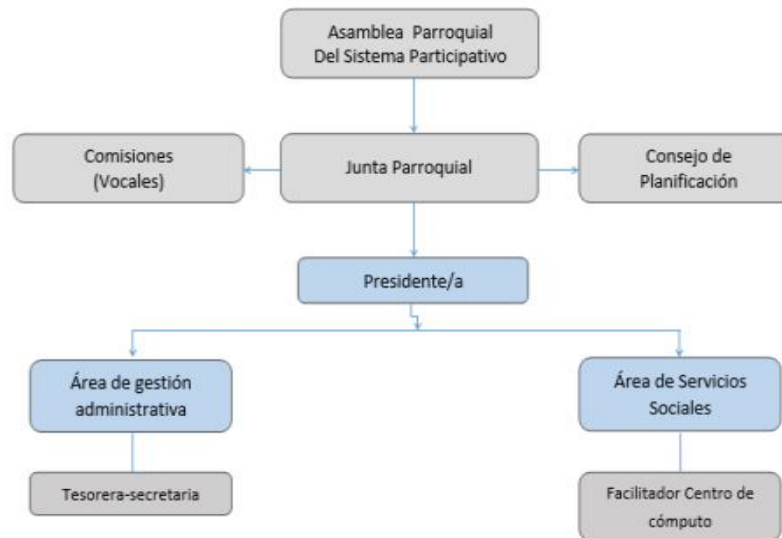 Asamblea Parroquial
Del Sistema Participativo
Comisiones
(Vocales)
Junta Parroquial
Consejo de
Planificación
Presidente/a
Área de gestión
administrativa
Área de Servicios
Sociales
Tesorera-secretaria
Facilitador Centro de
cómputo